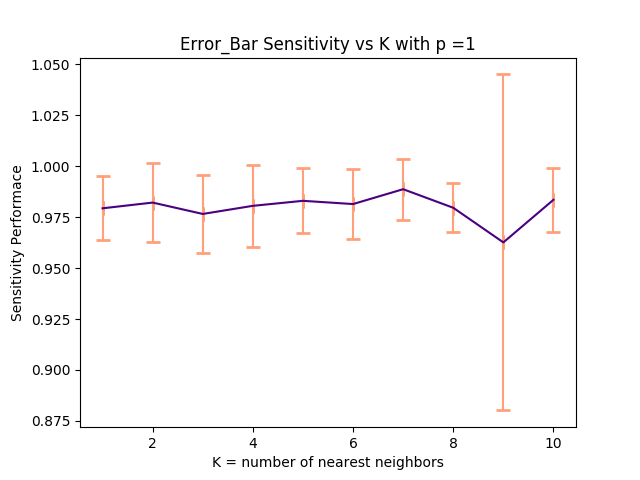 Error_Bar Sensitivity vs K with p =1
1.050
1.025
1.000
0.975
0.950
0.925
0.900
0.875
Sensitivity Performace
2 4 6 8 10
K = number of nearest neighbors